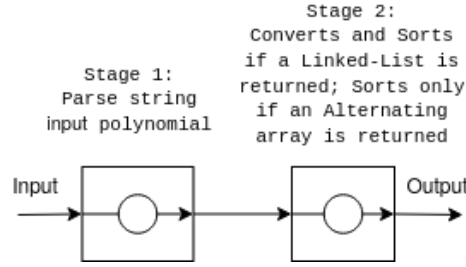 Stage 1:
Parse string
input polynomial
Stage 2:
Converts and Sorts
if a Linked-List is
returned; Sorts only
if an Alternating
array is returned
Input
Output